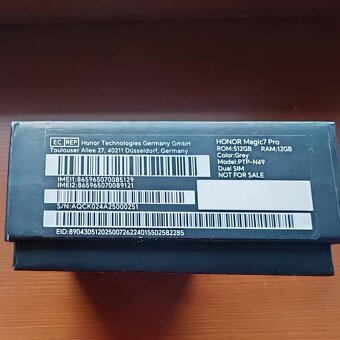 EC REP Honor Technologies Germany GmbH
Toulouser Allee 27, 40211 Düsseldorf, Germany
HONOR Magic7 Pro
ROM:512GB RAM:12GB
Color:Grey
Model:PTP-N49
Dual SIM
NOT FOR SALE
IMEI1:865965070085129
IMEI2:865965070089121
S/N:AQCK024A25000251
EID:89043051202500726224015502582285